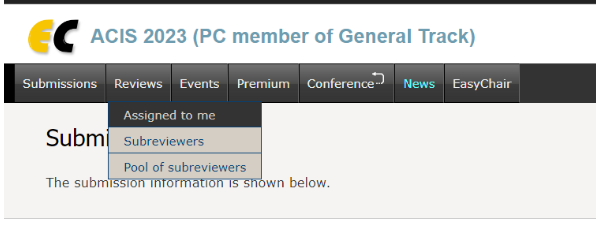 EC ACIS 2023 (PC member of General Track)
Submissions Reviews Events Premium Conference News EasyChair
Assigned to me
Subreviewers
Pool of subreviewers
The submission information is shown below.